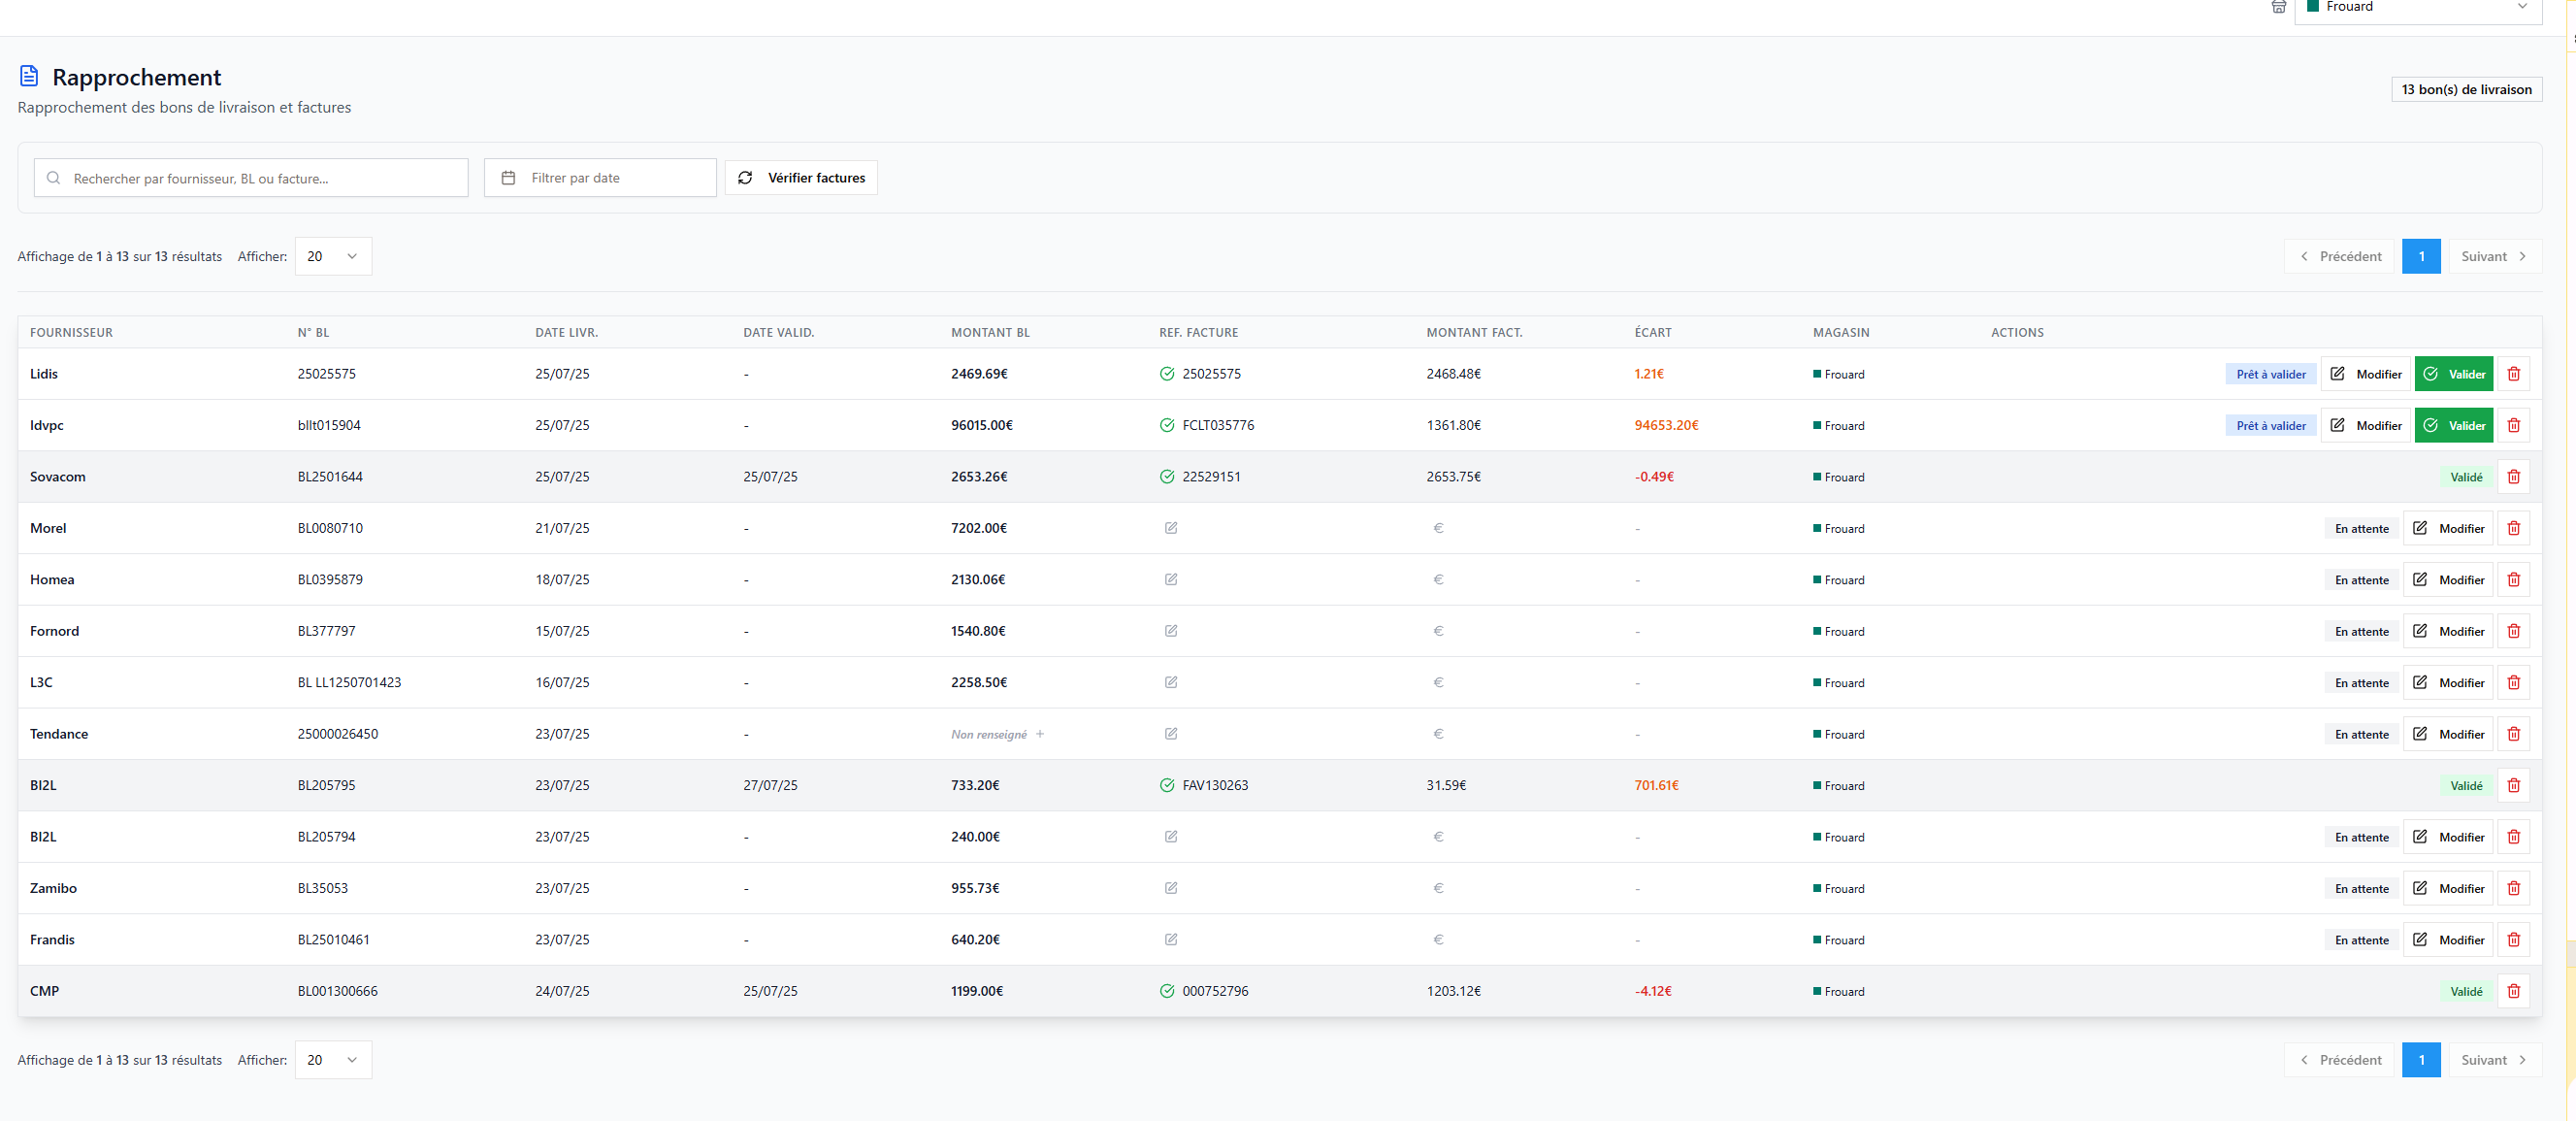 Frouard
Rapprochement
Rapprochement des bons de livraison et factures
13 bon(s) de livraison
Rechercher par fournisseur, BL ou facture...
Filtrer par date
Vérifier factures
Affichage de 1 à 13 sur 13 résultats Afficher: 20
Précédent 1 Suivant
FOURNISSEUR N° BL DATE LIVR. DATE VALID. MONTANT BL REF. FACTURE MONTANT FACT. ÉCART MAGASIN ACTIONS
Lidis 25025575 25/07/25 - 2469.69€ 25025575 2468.48€ 1.21€ Frouard Prêt à valider Modifier Valider
Idvpc bllt015904 25/07/25 - 96015.00€ FCLT035776 1361.80€ 94653.20€ Frouard Prêt à valider Modifier Valider
Sovacom BL2501644 25/07/25 25/07/25 2653.26€ 22529151 2653.75€ -0.49€ Frouard Validé
Morel BL0080710 21/07/25 - 7202.00€ € - Frouard En attente Modifier
Homea BL0395879 18/07/25 - 2130.06€ € - Frouard En attente Modifier
Fornord BL377797 15/07/25 - 1540.80€ € - Frouard En attente Modifier
L3C BL LL1250701423 16/07/25 - 2258.50€ € - Frouard En attente Modifier
Tendance 25000026450 23/07/25 - Non renseigné + € - Frouard En attente Modifier
BI2L BL205795 23/07/25 27/07/25 733.20€ FAV130263 31.59€ 701.61€ Frouard Validé
BI2L BL205794 23/07/25 - 240.00€ € - Frouard En attente Modifier
Zamibo BL35053 23/07/25 - 955.73€ € - Frouard En attente Modifier
Frandis BL25010461 23/07/25 - 640.20€ € - Frouard En attente Modifier
CMP BL001300666 24/07/25 25/07/25 1199.00€ 000752796 1203.12€ -4.12€ Frouard Validé
Affichage de 1 à 13 sur 13 résultats Afficher: 20
Précédent 1 Suivant